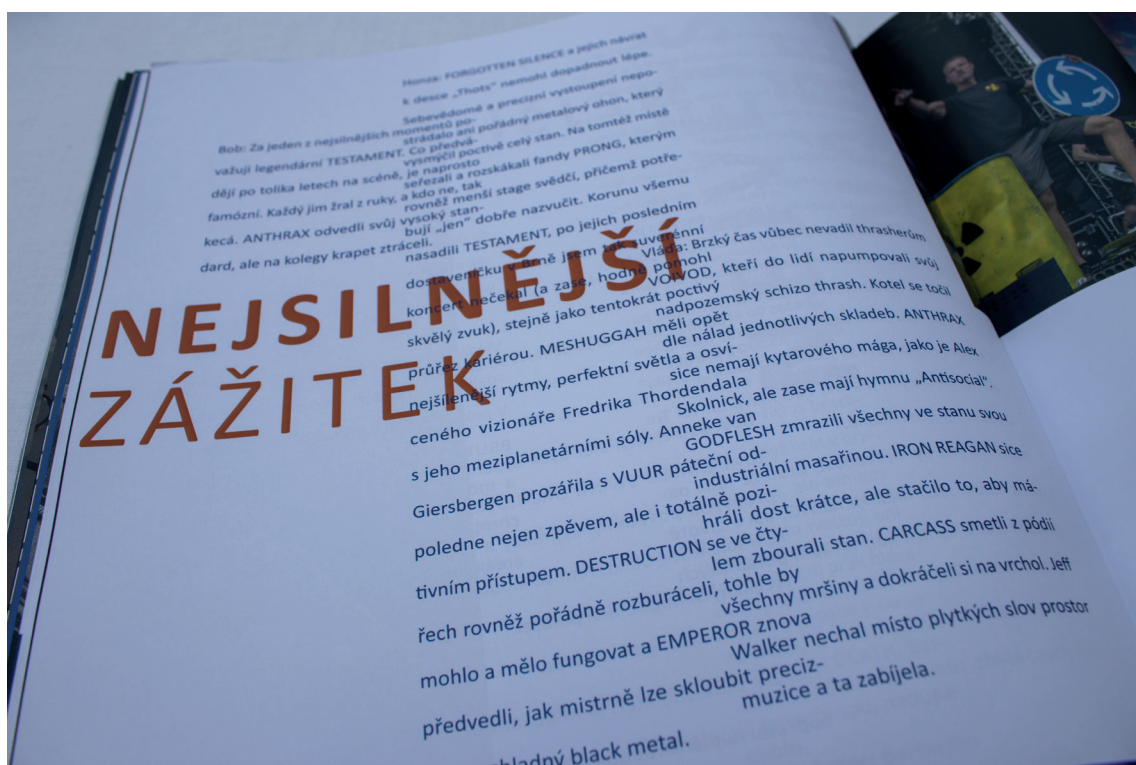 Bob: Za jeden z nejsilnějších momentů po-
važuji legendární TESTAMENT. Co předvá-
dějí po tolika letech na scéně, je naprosto
famózní. Každý jim žral z ruky, a kdo ne, tak
kecá. ANTHRAX odvedli svůj vysoký stan-
dard, ale na kolegy krapet ztráceli.
NEJSILNĚJŠÍ
ZÁŽITEK
Honza: FORGOTTEN SILENCE a jejich návrat
k desce „Thots" nemohl dopadnout lépe.
Sebevědomé a precizní vystoupení nepo-
strádalo ani pořádný metalový ohon, který
vysmýčil poctivě celý stan. Na tomtéž místě
seřezali a rozskákali fandy PRONG, kterým
rovněž menší stage svědčí, přičemž potře-
bují „jen" dobře nazvučit. Korunu všemu
nasadili TESTAMENT, po jejich posledním
dostaveníčku v Brně jsem tak suverénní
koncert nečekal (a zase, hodně pomohl
skvělý zvuk), stejně jako tentokrát poctivý
průřez kariérou. MESHUGGAH měli opět
nejšílenější rytmy, perfektní světla a osví-
ceného vizionáře Fredrika Thordendala
s jeho meziplanetárními sóly. Anneke van
Giersbergen prozářila s VUUR páteční od-
poledne nejen zpěvem, ale i totálně pozi-
tivním přístupem. DESTRUCTION se ve čty-
řech rovněž pořádně rozburáceli, tohle by
mohlo a mělo fungovat a EMPEROR znova
předvedli, jak mistrně lze skloubit preciz-
black metal.
Vláda: Brzký čas vůbec nevadil thrasherům
VOIVOD, kteří do lidí napumpovali svůj
nadpozemský schizo thrash. Kotel se točil
dle nálad jednotlivých skladeb. ANTHRAX
sice nemají kytarového mága, jako je Alex
Skolnick, ale zase mají hymnu „Antisocial".
GODFLESH zmrazili všechny ve stanu svou
industriální masařinou. IRON REAGAN sice
hráli dost krátce, ale stačilo to, aby má-
lem zbourali stan. CARCASS smetli z pódií
všechny mršiny a dokráčeli si na vrchol. Jeff
Walker nechal místo plytkých slov prostor
muzice a ta zabíjela.